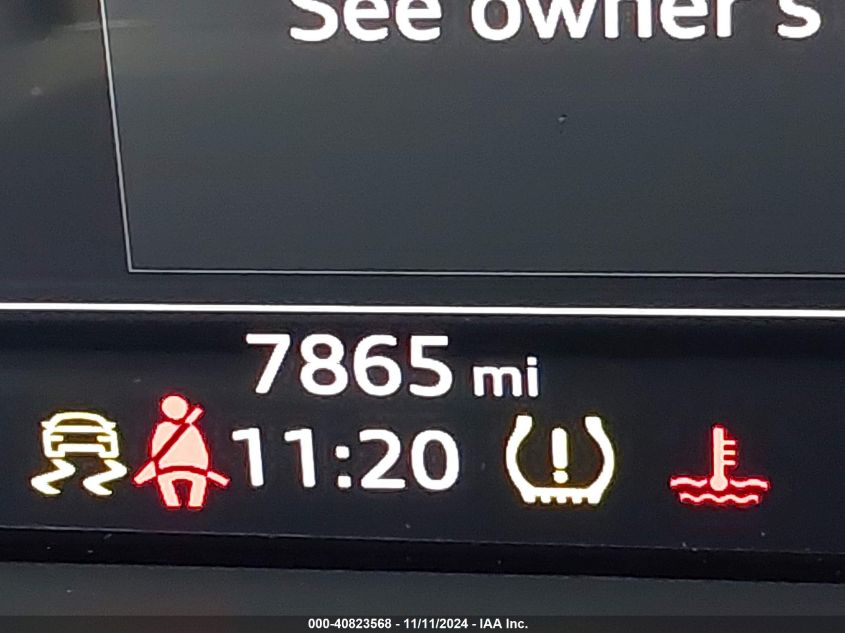 See owner's
7865 mi
11:20
000-40823568 - 11/11/2024 - IAA Inc.